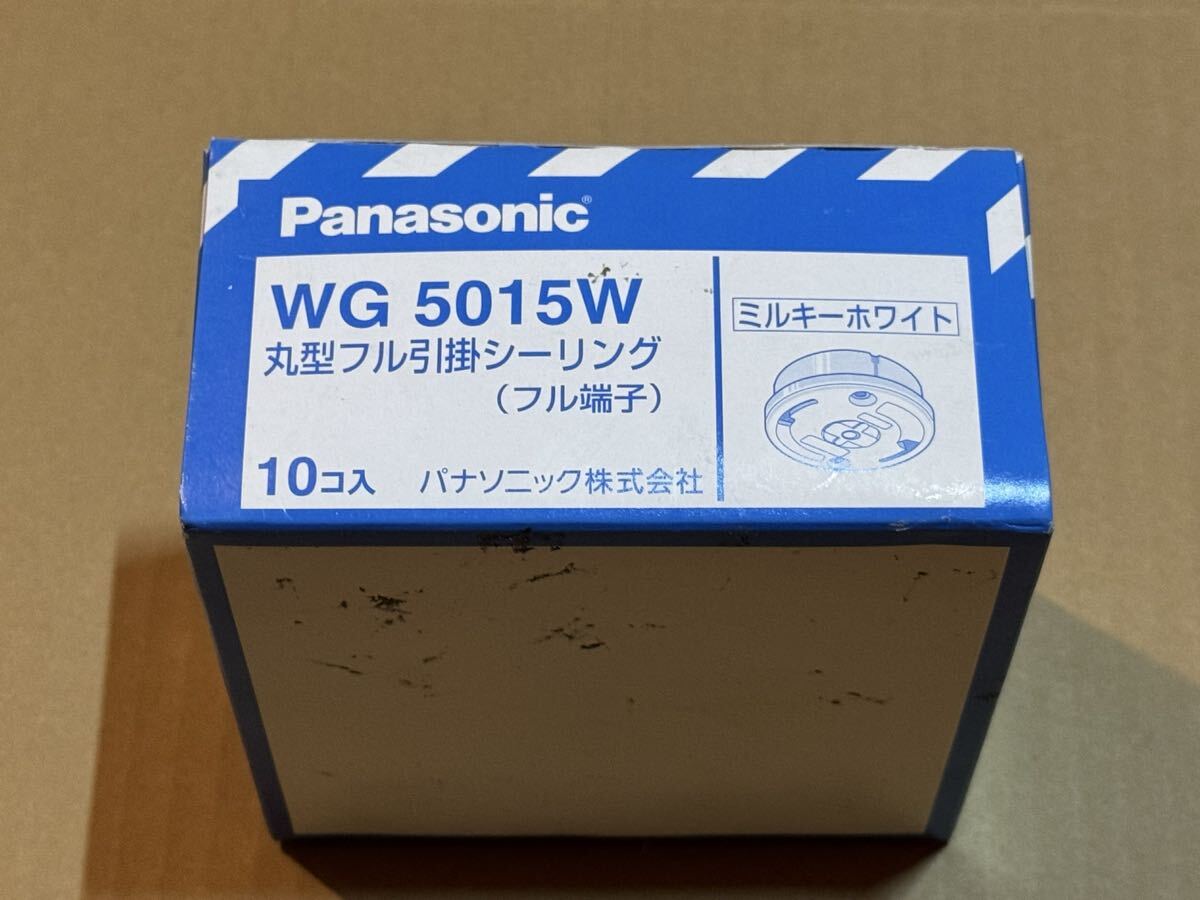 Panasonic®
WG 5015W
丸型フル引掛シーリング
（フル端子）
10コ入 パナソニック株式会社
ミルキーホワイト